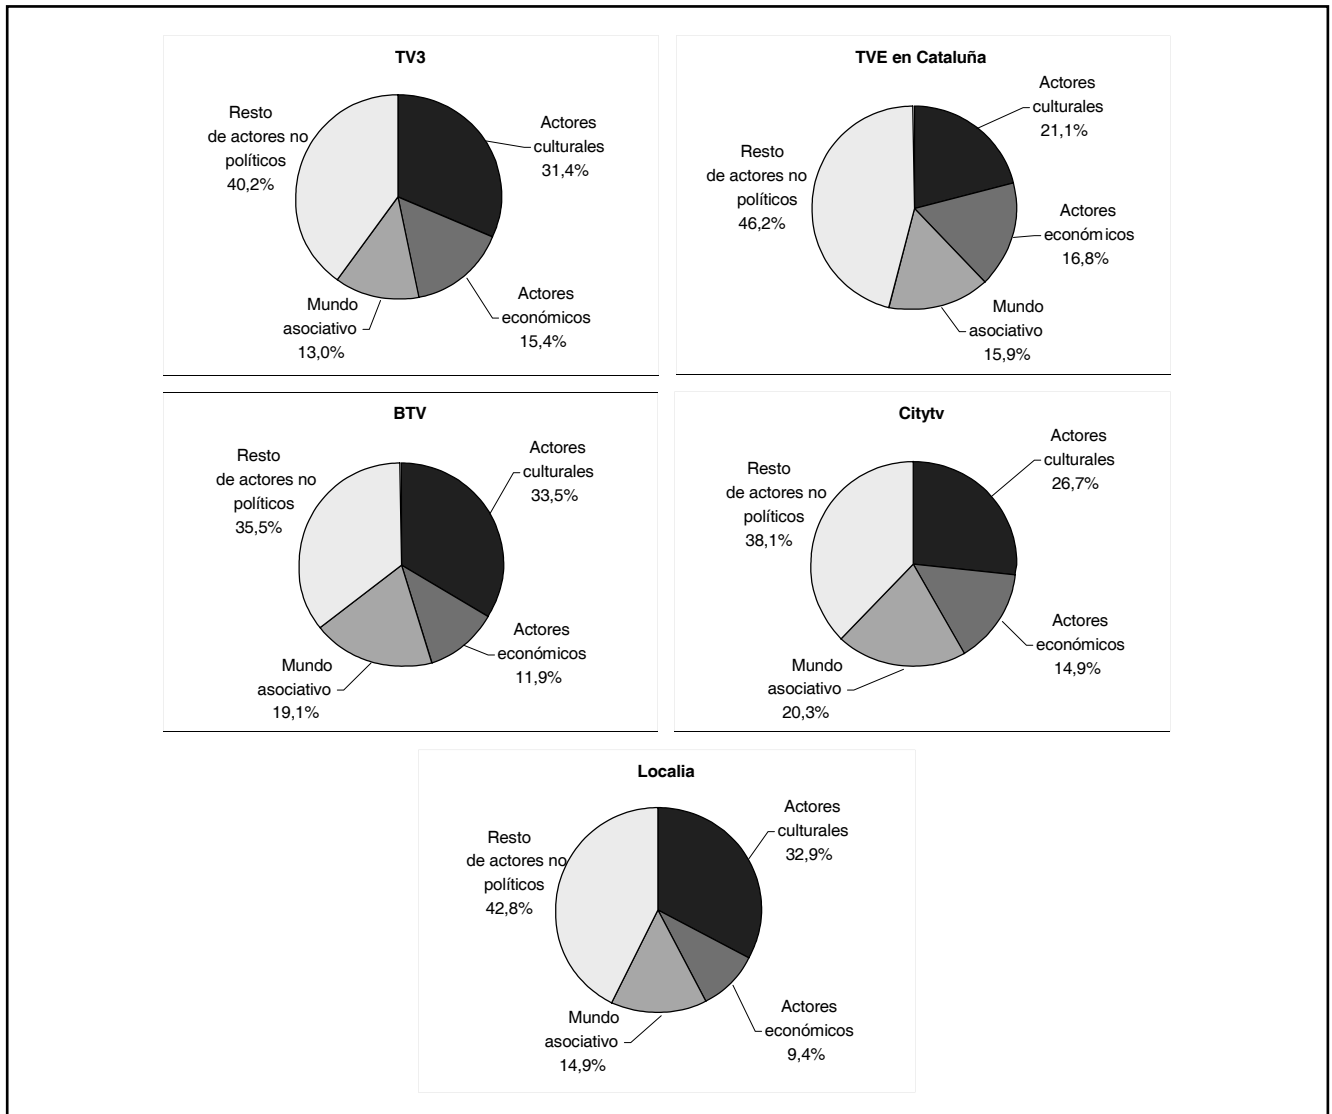 TV3
Resto
de actores no
políticos
40,2%
Actores
culturales
31,4%
Mundo
asociativo
13,0%
Actores
económicos
15,4%
TVE en Cataluña
Actores
culturales
21,1%
Resto
de actores no
políticos
46,2%
Actores
económicos
16,8%
Mundo
asociativo
15,9%
BTV
Resto
de actores no
políticos
35,5%
Actores
culturales
33,5%
Actores
económicos
11,9%
Mundo
asociativo
19,1%
Citytv
Actores
culturales
26,7%
Resto
de actores no
políticos
38,1%
Actores
económicos
14,9%
Mundo
asociativo
20,3%
Localia
Actores
culturales
32,9%
Resto
de actores no
políticos
42,8%
Actores
económicos
9,4%
Mundo
asociativo
14,9%